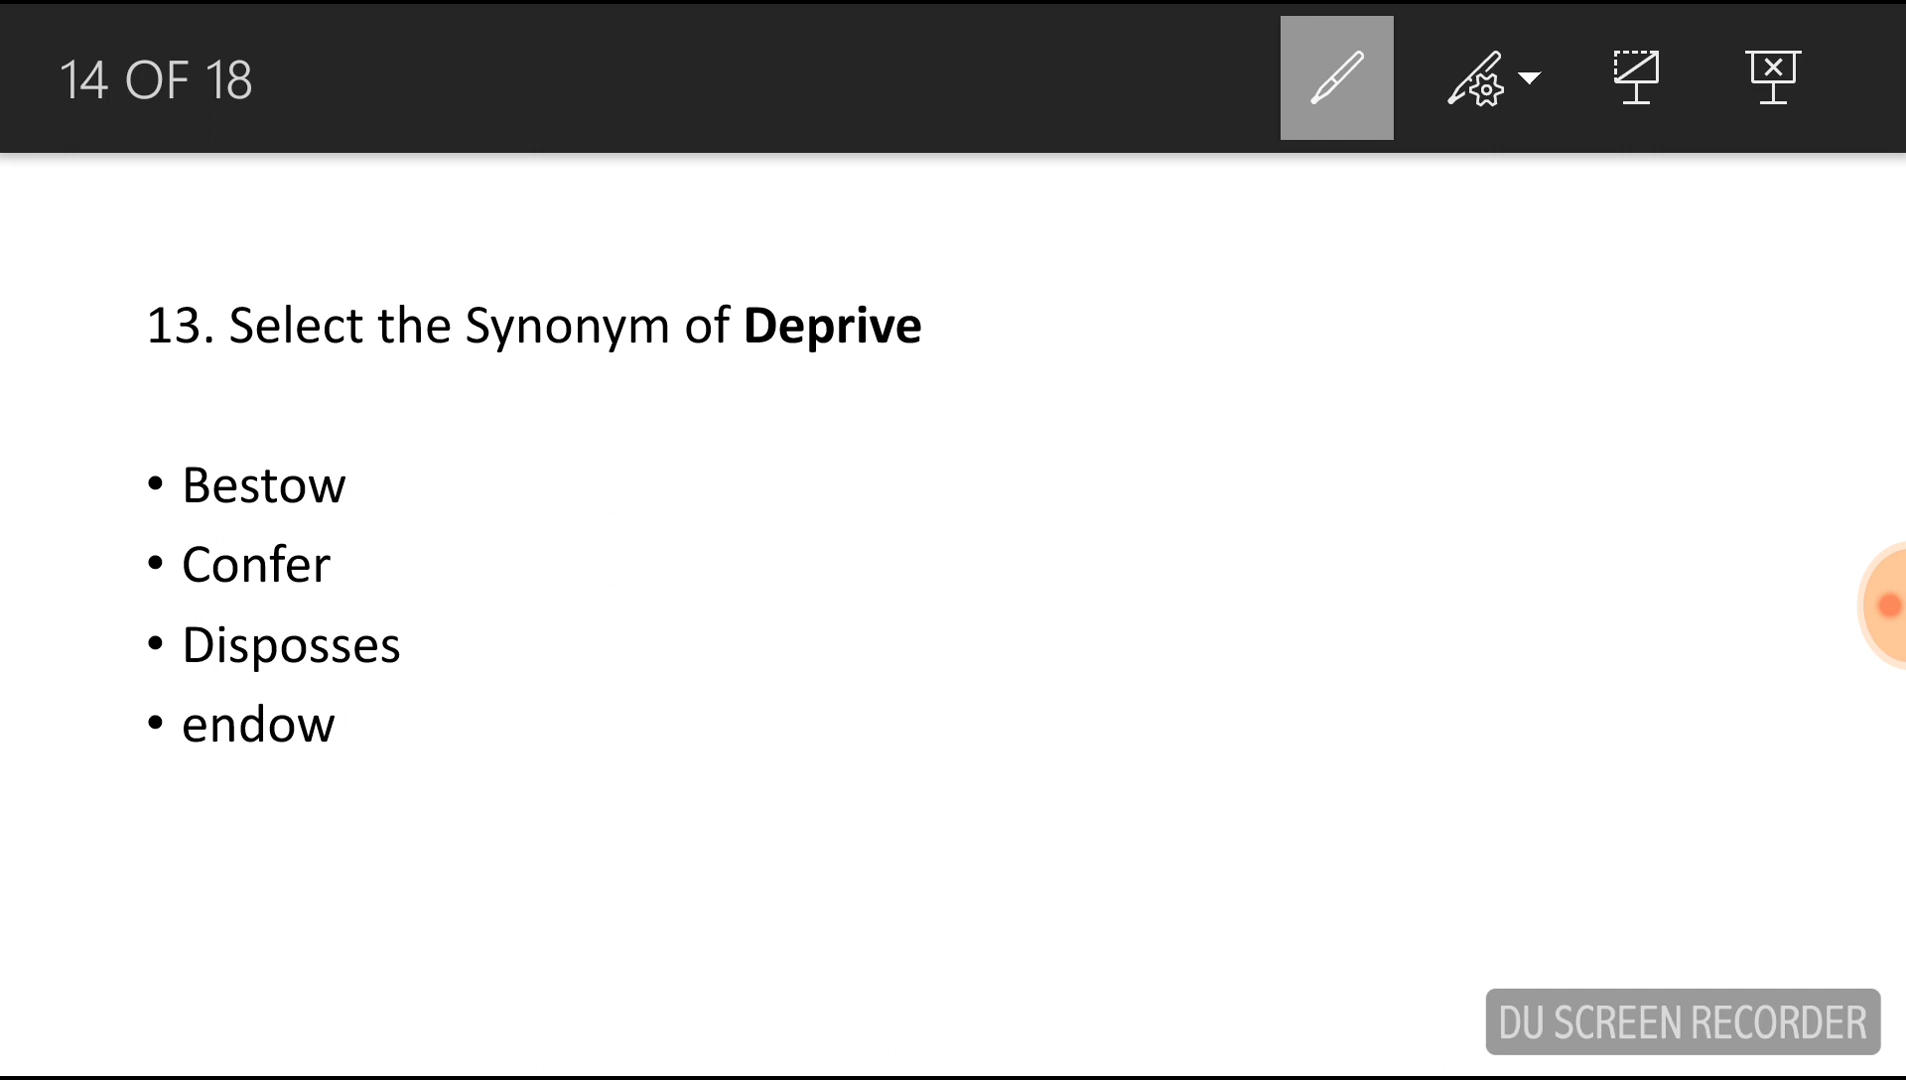 14 OF 18
13. Select the Synonym of Deprive
• Bestow
• Confer
• Disposses
• endow
DU SCREEN RECORDER